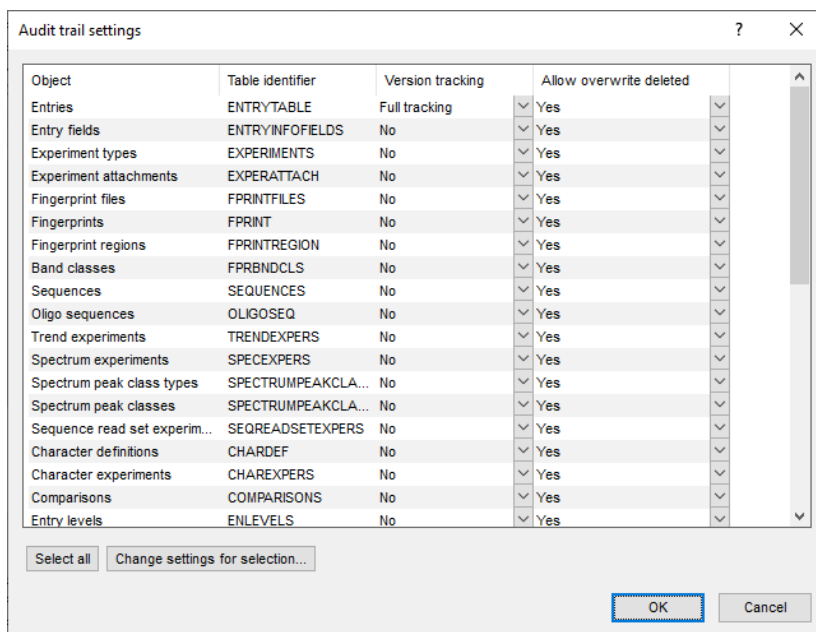 Audit trail settings ?
Object Table identifier Version tracking Allow overwrite deleted
Entries ENTRYTABLE Full tracking Yes
Entry fields ENTRYINFOFIELDS No Yes
Experiment types EXPERIMENTS No Yes
Experiment attachments EXPERATTACH No Yes
Fingerprint files FPRINTFILES No Yes
Fingerprints FPRINT No Yes
Fingerprint regions FPRINTREGION No Yes
Band classes FPRBNDCLS No Yes
Sequences SEQUENCES No Yes
Oligo sequences OLIGOSEQ No Yes
Trend experiments TRENDEXPERS No Yes
Spectrum experiments SPECEXPERS No Yes
Spectrum peak class types SPECTRUMPEAKCLA... No Yes
Spectrum peak classes SPECTRUMPEAKCLA... No Yes
Sequence read set experim... SEQREADSETEXPERS No Yes
Character definitions CHARDEF No Yes
Character experiments CHAREXPERS No Yes
Comparisons COMPARISONS No Yes
Entry levels ENLEVELS No Yes
Select all Change settings for selection...
OK Cancel